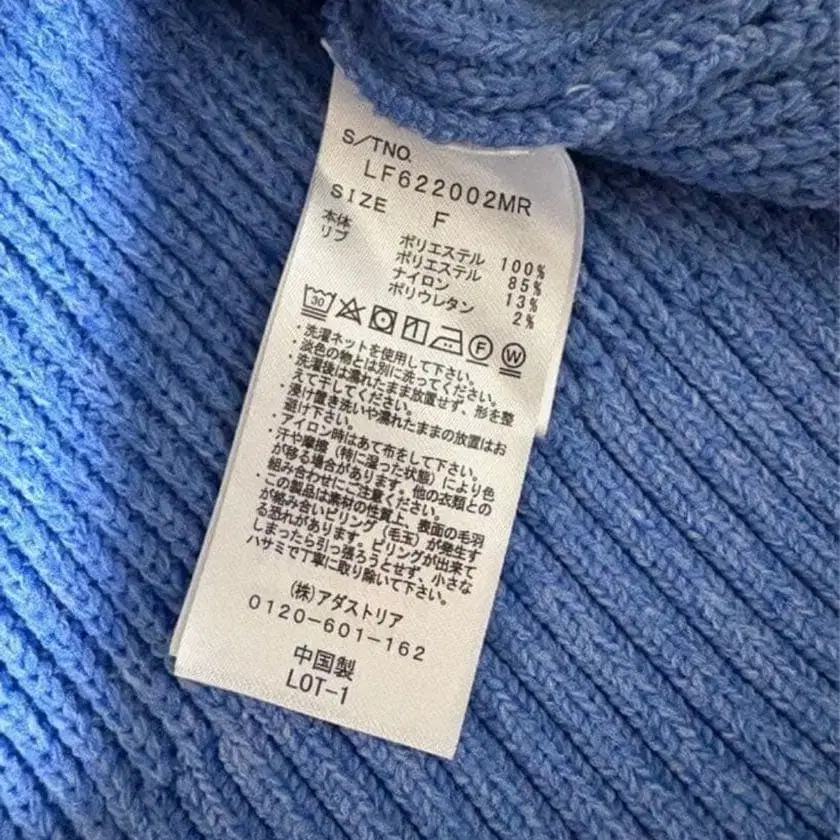 S/TNO.
LF622002MR
SIZE F
本体 ポリエステル 100%
リブ ポリエステル 85%
ナイロン 13%
ポリウレタン 2%
30 F W
・洗濯ネットを使用して下さい。
・淡色の物とは別に洗ってください。
・洗濯後は濡れたまま放置せず、形を整
えて干してください。
・浸け置き洗いや濡れたままの放置はお
避け下さい。
・アイロン時はあて布をして下さい。
・汗や摩擦(特に湿った状態)により色
が移る場合があります。他の衣類との
組み合わせにご注意ください。
・この製品は素材の性質上、表面の毛羽
が絡み合いピリング(毛玉)が発生す
る恐れがあります。ピリングが出来て
しまったら引っ張ろうとせず、小さな
ハサミで丁寧に取り除いて下さい。
(株)アダストリア
0120-601-162
中国製
LOT-1